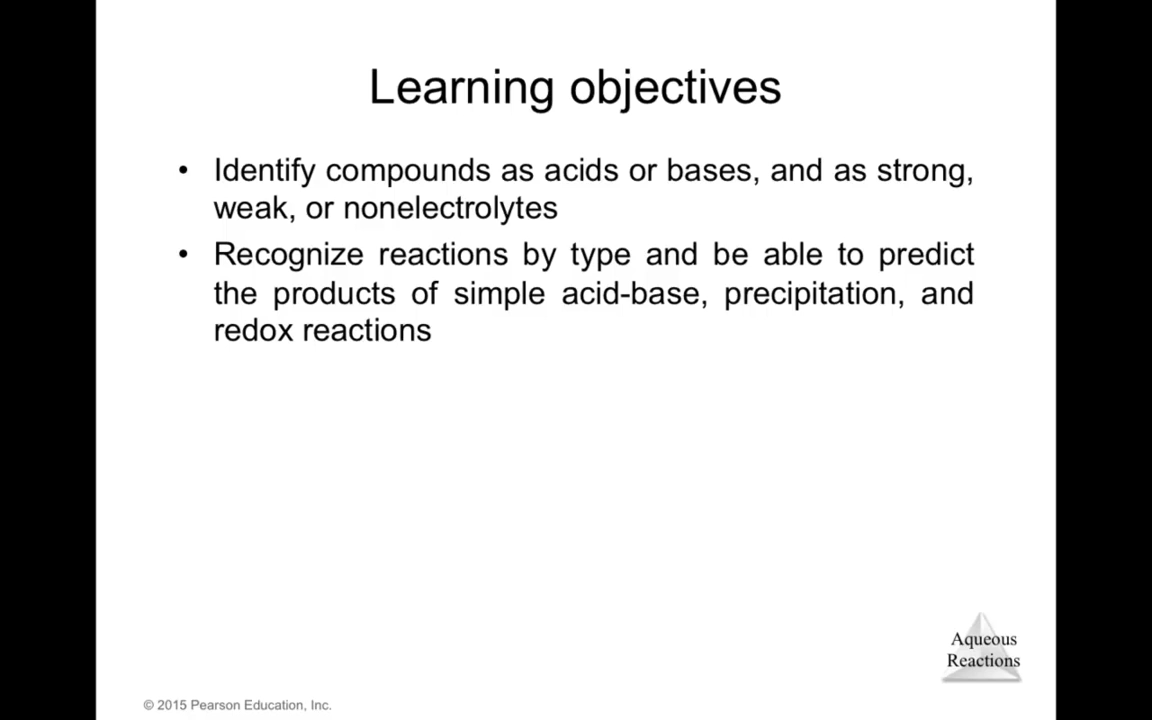 Learning objectives
• Identify compounds as acids or bases, and as strong,
weak, or nonelectrolytes
• Recognize reactions by type and be able to predict
the products of simple acid-base, precipitation, and
redox reactions
Aqueous
Reactions
© 2015 Pearson Education, Inc.